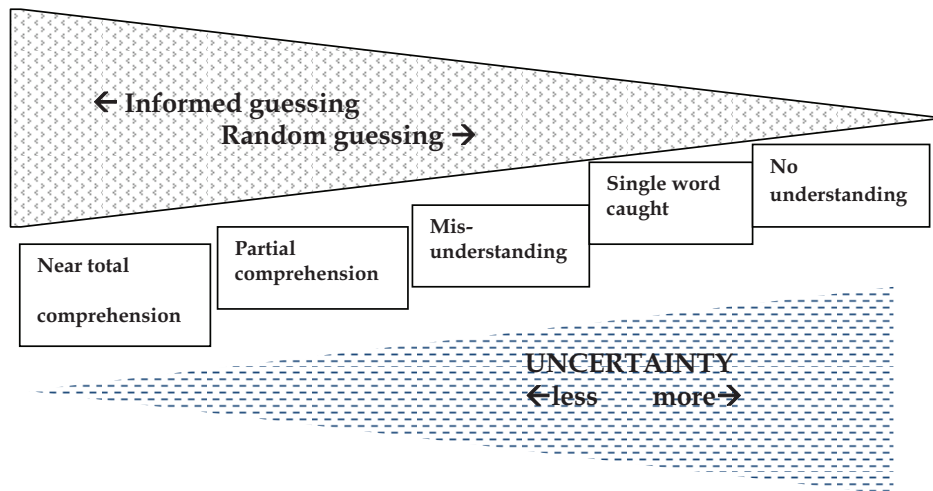 ← Informed guessing
Random guessing →
No
understanding
Single word
caught
Mis-
understanding
Partial
comprehension
Near total
comprehension
UNCERTAINTY
←less more→